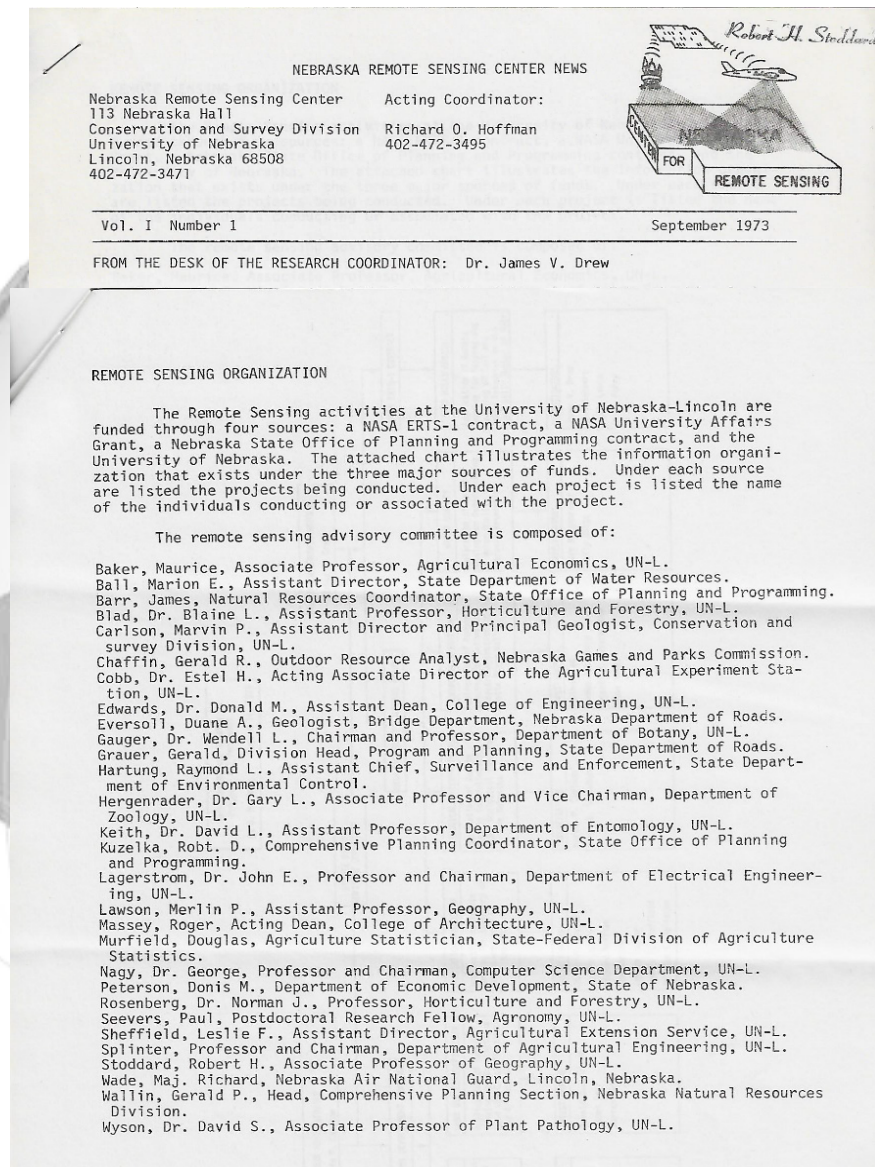 Robert H. Stoddard
NEBRASKA REMOTE SENSING CENTER NEWS
Nebraska Remote Sensing Center
113 Nebraska Hall
Conservation and Survey Division
University of Nebraska
Lincoln, Nebraska 68508
402-472-3471
Acting Coordinator:
Richard O. Hoffman
402-472-3495
NEBRASKA
CENTER
FOR
REMOTE SENSING
Vol. I Number 1
September 1973
FROM THE DESK OF THE RESEARCH COORDINATOR: Dr. James V. Drew
REMOTE SENSING ORGANIZATION
The Remote Sensing activities at the University of Nebraska-Lincoln are
funded through four sources: a NASA ERTS-1 contract, a NASA University Affairs
Grant, a Nebraska State Office of Planning and Programming contract, and the
University of Nebraska. The attached chart illustrates the information organi-
zation that exists under the three major sources of funds. Under each source
are listed the projects being conducted. Under each project is listed the name
of the individuals conducting or associated with the project.
The remote sensing advisory committee is composed of:
Baker, Maurice, Associate Professor, Agricultural Economics, UN-L.
Ball, Marion E., Assistant Director, State Department of Water Resources.
Barr, James, Natural Resources Coordinator, State Office of Planning and Programming.
Blad, Dr. Blaine L., Assistant Professor, Horticulture and Forestry, UN-L.
Carlson, Marvin P., Assistant Director and Principal Geologist, Conservation and
survey Division, UN-L.
Chaffin, Gerald R., Outdoor Resource Analyst, Nebraska Games and Parks Commission.
Cobb, Dr. Estel H., Acting Associate Director of the Agricultural Experiment Sta-
tion, UN-L.
Edwards, Dr. Donald M., Assistant Dean, College of Engineering, UN-L.
Eversoll, Duane A., Geologist, Bridge Department, Nebraska Department of Roads.
Gauger, Dr. Wendell L., Chairman and Professor, Department of Botany, UN-L.
Grauer, Gerald, Division Head, Program and Planning, State Department of Roads.
Hartung, Raymond L., Assistant Chief, Surveillance and Enforcement, State Depart-
ment of Environmental Control.
Hergenrader, Dr. Gary L., Associate Professor and Vice Chairman, Department of
Zoology, UN-L.
Keith, Dr. David L., Assistant Professor, Department of Entomology, UN-L.
Kuzelka, Robt. D., Comprehensive Planning Coordinator, State Office of Planning
and Programming.
Lagerstrom, Dr. John E., Professor and Chairman, Department of Electrical Engineer-
ing, UN-L.
Lawson, Merlin P., Assistant Professor, Geography, UN-L.
Massey, Roger, Acting Dean, College of Architecture, UN-L.
Murfield, Douglas, Agriculture Statistician, State-Federal Division of Agriculture
Statistics.
Nagy, Dr. George, Professor and Chairman, Computer Science Department, UN-L.
Peterson, Donis M., Department of Economic Development, State of Nebraska.
Rosenberg, Dr. Norman J., Professor, Horticulture and Forestry, UN-L.
Seevers, Paul, Postdoctoral Research Fellow, Agronomy, UN-L.
Sheffield, Leslie F., Assistant Director, Agricultural Extension Service, UN-L.
Splinter, Professor and Chairman, Department of Agricultural Engineering, UN-L.
Stoddard, Robert H., Associate Professor of Geography, UN-L.
Wade, Maj. Richard, Nebraska Air National Guard, Lincoln, Nebraska.
Wallin, Gerald P., Head, Comprehensive Planning Section, Nebraska Natural Resources
Division.
Wyson, Dr. David S., Associate Professor of Plant Pathology, UN-L.